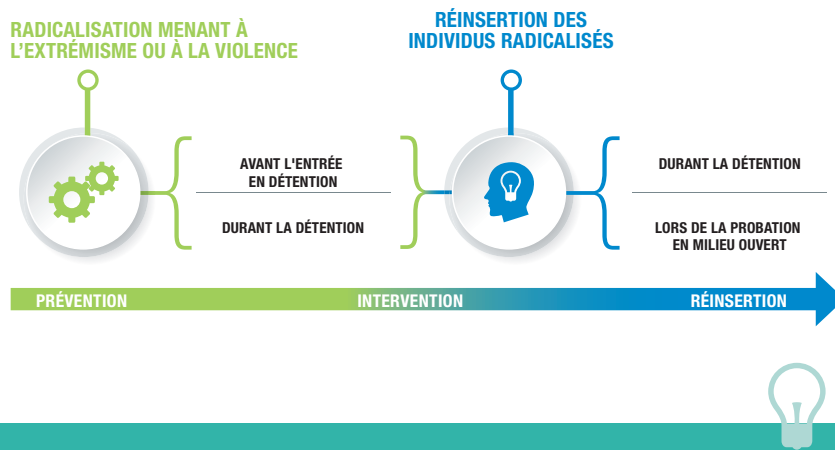 RADICALISATION MENANT À
L'EXTRÉMISME OU À LA VIOLENCE
RÉINSERTION DES
INDIVIDUS RADICALISÉS
AVANT L'ENTRÉE
EN DÉTENTION
DURANT LA DÉTENTION
DURANT LA DÉTENTION
LORS DE LA PROBATION
EN MILIEU OUVERT
PRÉVENTION
INTERVENTION
RÉINSERTION